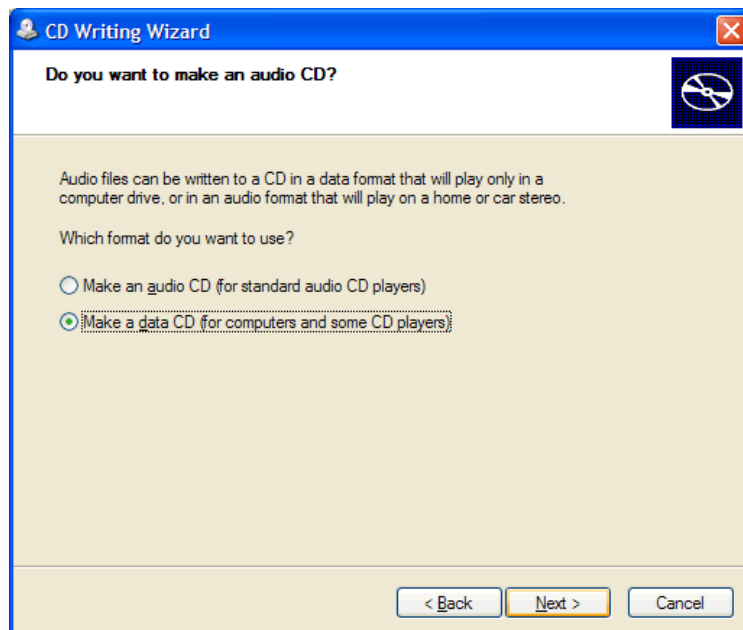 CD Writing Wizard
Do you want to make an audio CD?
Audio files can be written to a CD in a data format that will play only in a
computer drive, or in an audio format that will play on a home or car stereo.
Which format do you want to use?
Make an audio CD (for standard audio CD players)
Make a data CD (for computers and some CD players)
< Back Next > Cancel